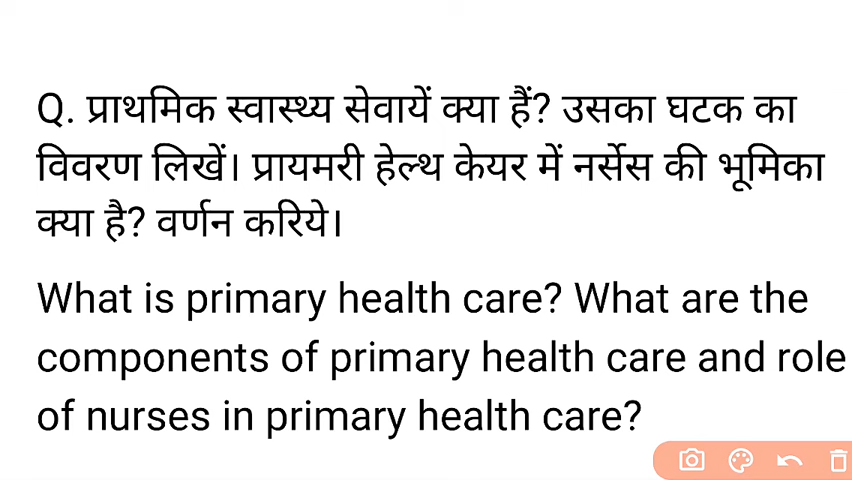 Q. प्राथमिक स्वास्थ्य सेवायें क्या हैं? उसका घटक का
विवरण लिखें। प्रायमरी हेल्थ केयर में नर्सेस की भूमिका
क्या है? वर्णन करिये।
What is primary health care? What are the
components of primary health care and role
of nurses in primary health care?